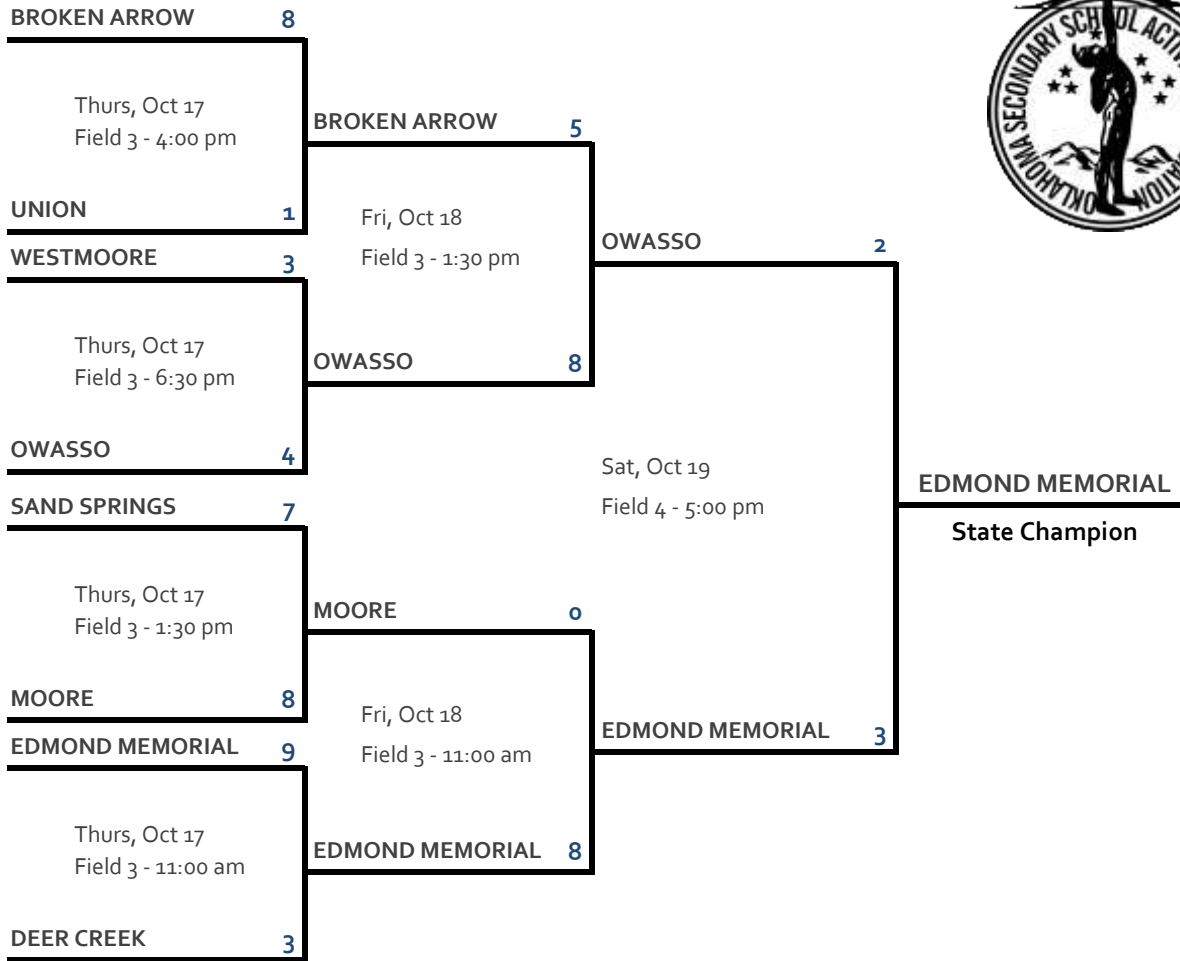 BROKEN ARROW 8
Thurs, Oct 17
Field 3 - 4:00 pm
UNION 1
WESTMOORE 3
Thurs, Oct 17
Field 3 - 6:30 pm
OWASSO 4
SAND SPRINGS 7
Thurs, Oct 17
Field 3 - 1:30 pm
MOORE 8
EDMOND MEMORIAL 9
Thurs, Oct 17
Field 3 - 11:00 am
DEER CREEK 3
BROKEN ARROW 5
Fri, Oct 18
Field 3 - 1:30 pm
OWASSO 8
MOORE 0
Fri, Oct 18
Field 3 - 11:00 am
EDMOND MEMORIAL 8
OWASSO 2
Sat, Oct 19
Field 4 - 5:00 pm
EDMOND MEMORIAL 3
EDMOND MEMORIAL
State Champion
OKLAHOMA SECONDARY SCHOOL